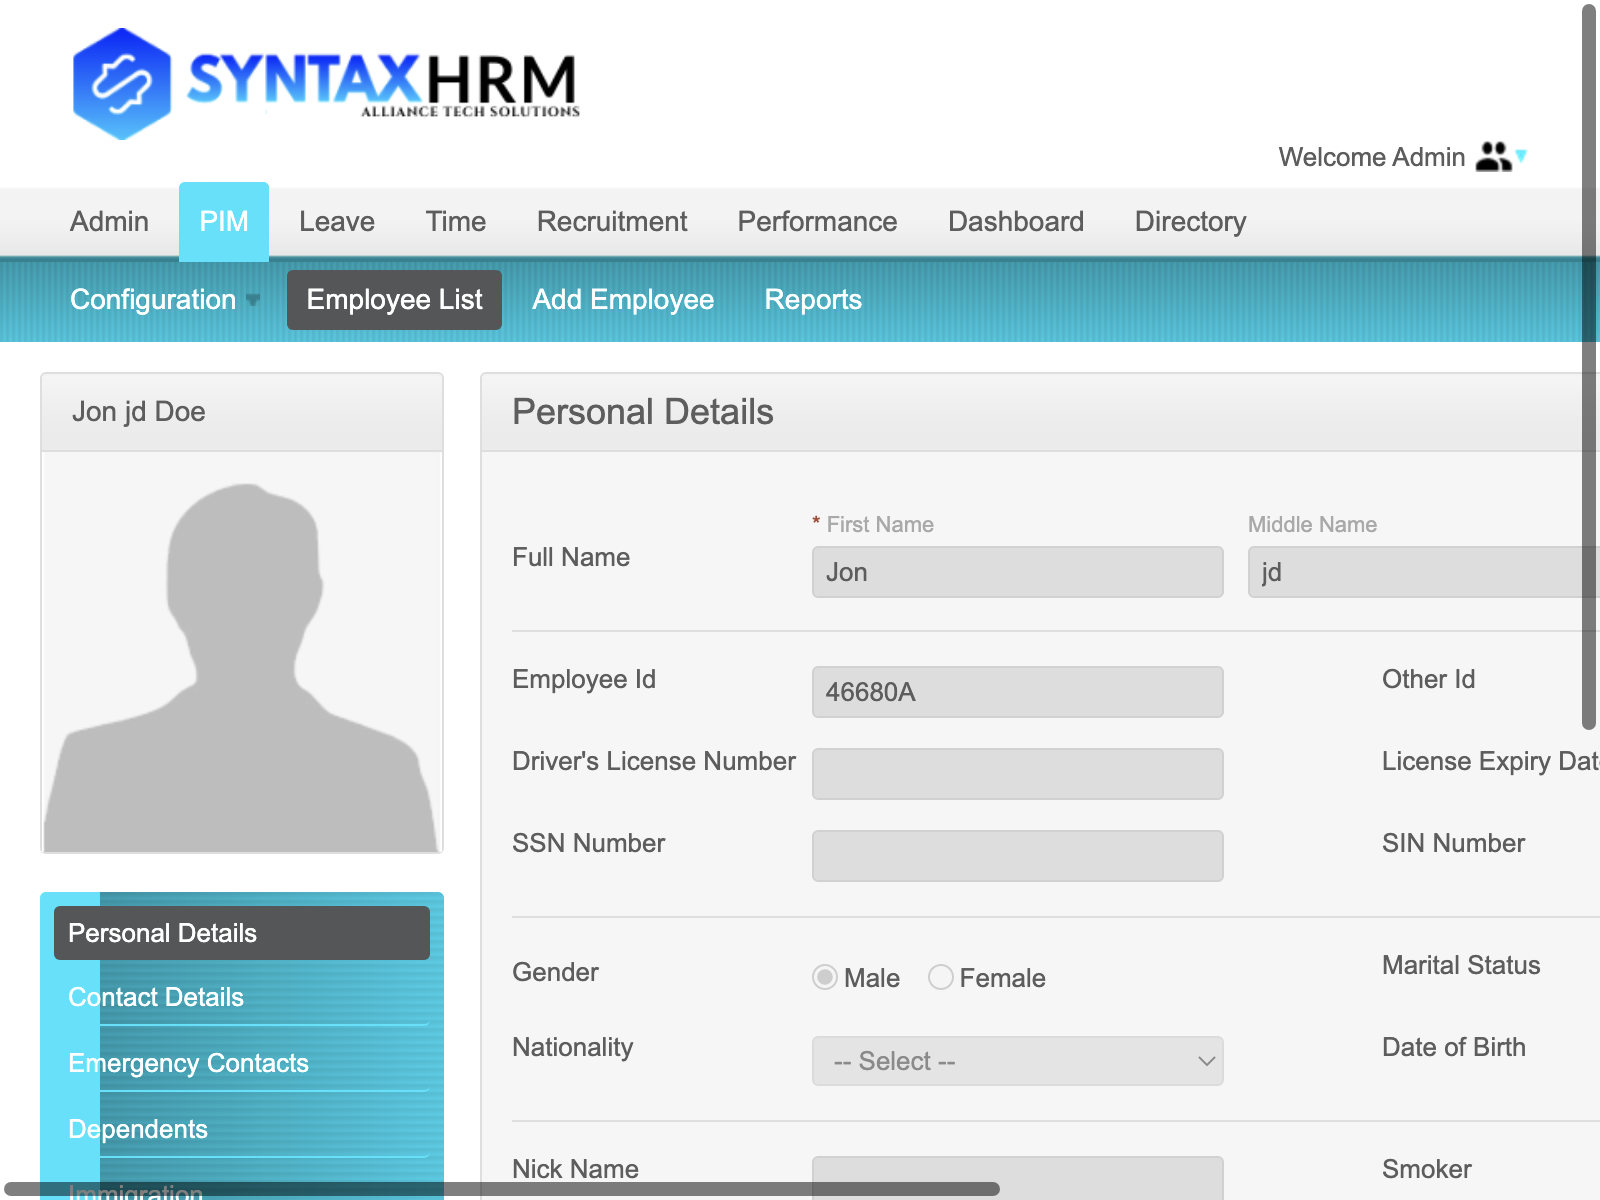 SYNTAXHRM
ALLIANCE TECH SOLUTIONS
Welcome Admin
Admin PIM Leave Time Recruitment Performance Dashboard Directory
Configuration Employee List Add Employee Reports
Jon jd Doe
Personal Details
* First Name Middle Name
Full Name Jon jd
Employee Id 46680A Other Id
Driver's License Number License Expiry Date
SSN Number SIN Number
Gender Male Female Marital Status
Nationality -- Select -- Date of Birth
Nick Name Smoker
Personal Details
Contact Details
Emergency Contacts
Dependents
Immigration